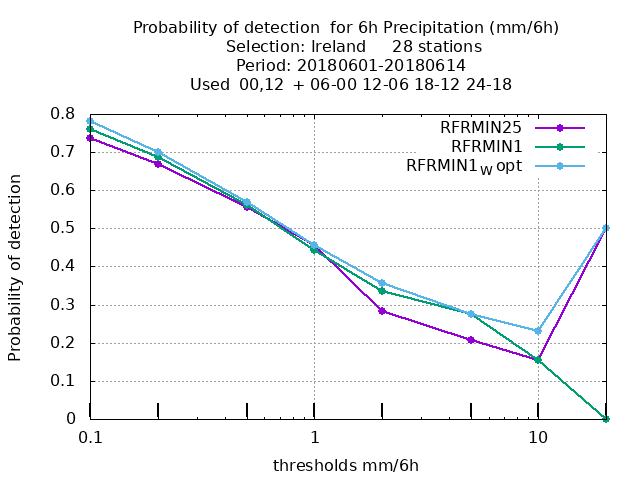 Probability of detection  for 6h Precipitation (mm/6h)
Selection: Ireland     28 stations
Period: 20180601-20180614
Used  00,12  + 06-00 12-06 18-12 24-18
RFRMIN25
RFRMIN1
RFRMIN1W opt
Probability of detection
0.8
0.7
0.6
0.5
0.4
0.3
0.2
0.1
0
0.1
1
10
thresholds mm/6h